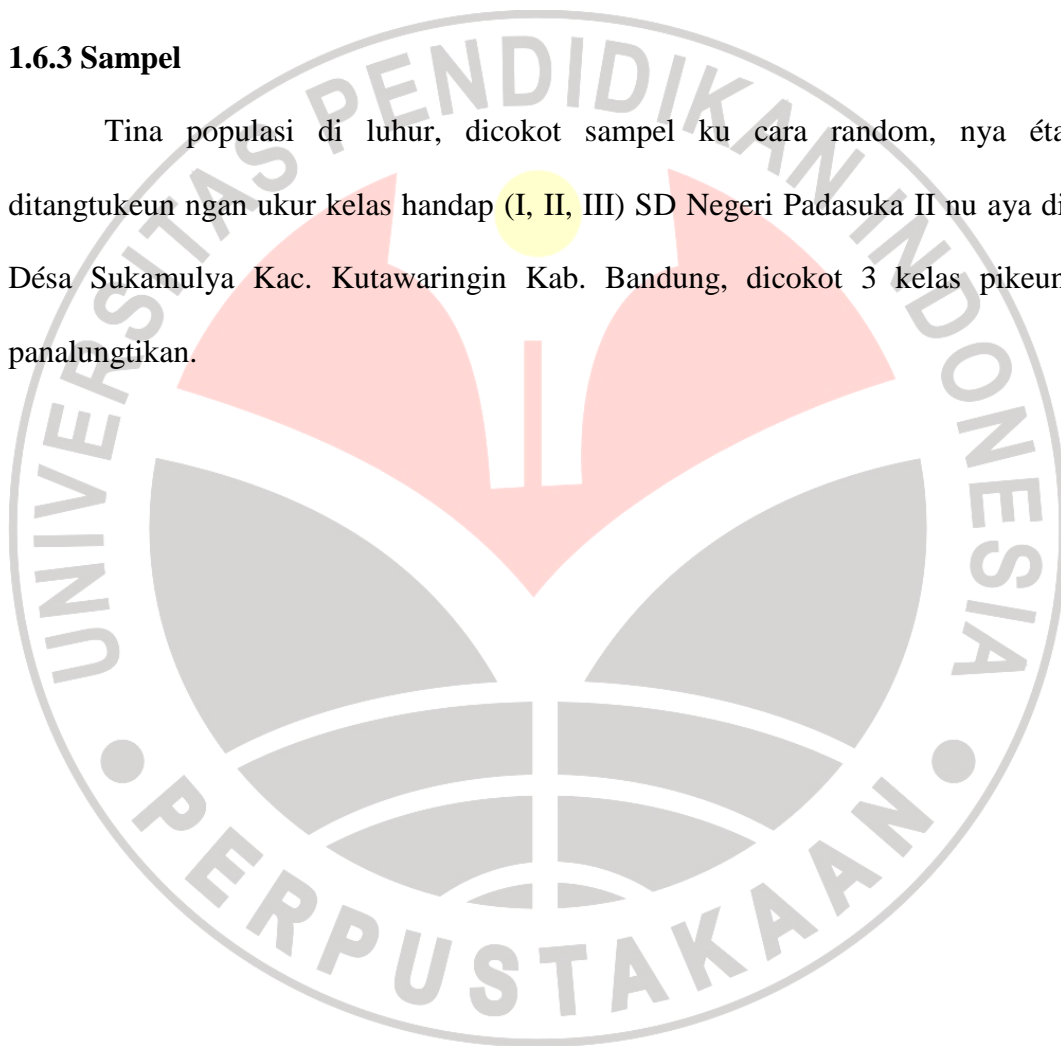 1.6.3 Sampel
Tina populasi di luhur, dicokot sampel ku cara random, nya éta
ditangtukeun ngan ukur kelas handap (I, II, III) SD Negeri Padasuka II nu aya di
Désa Sukamulya Kac. Kutawaringin Kab. Bandung, dicokot 3 kelas pikeun
panalungtikan.
UNIVERSITAS PENDIDIKAN INDONESIA
PERPUSTAKAAN